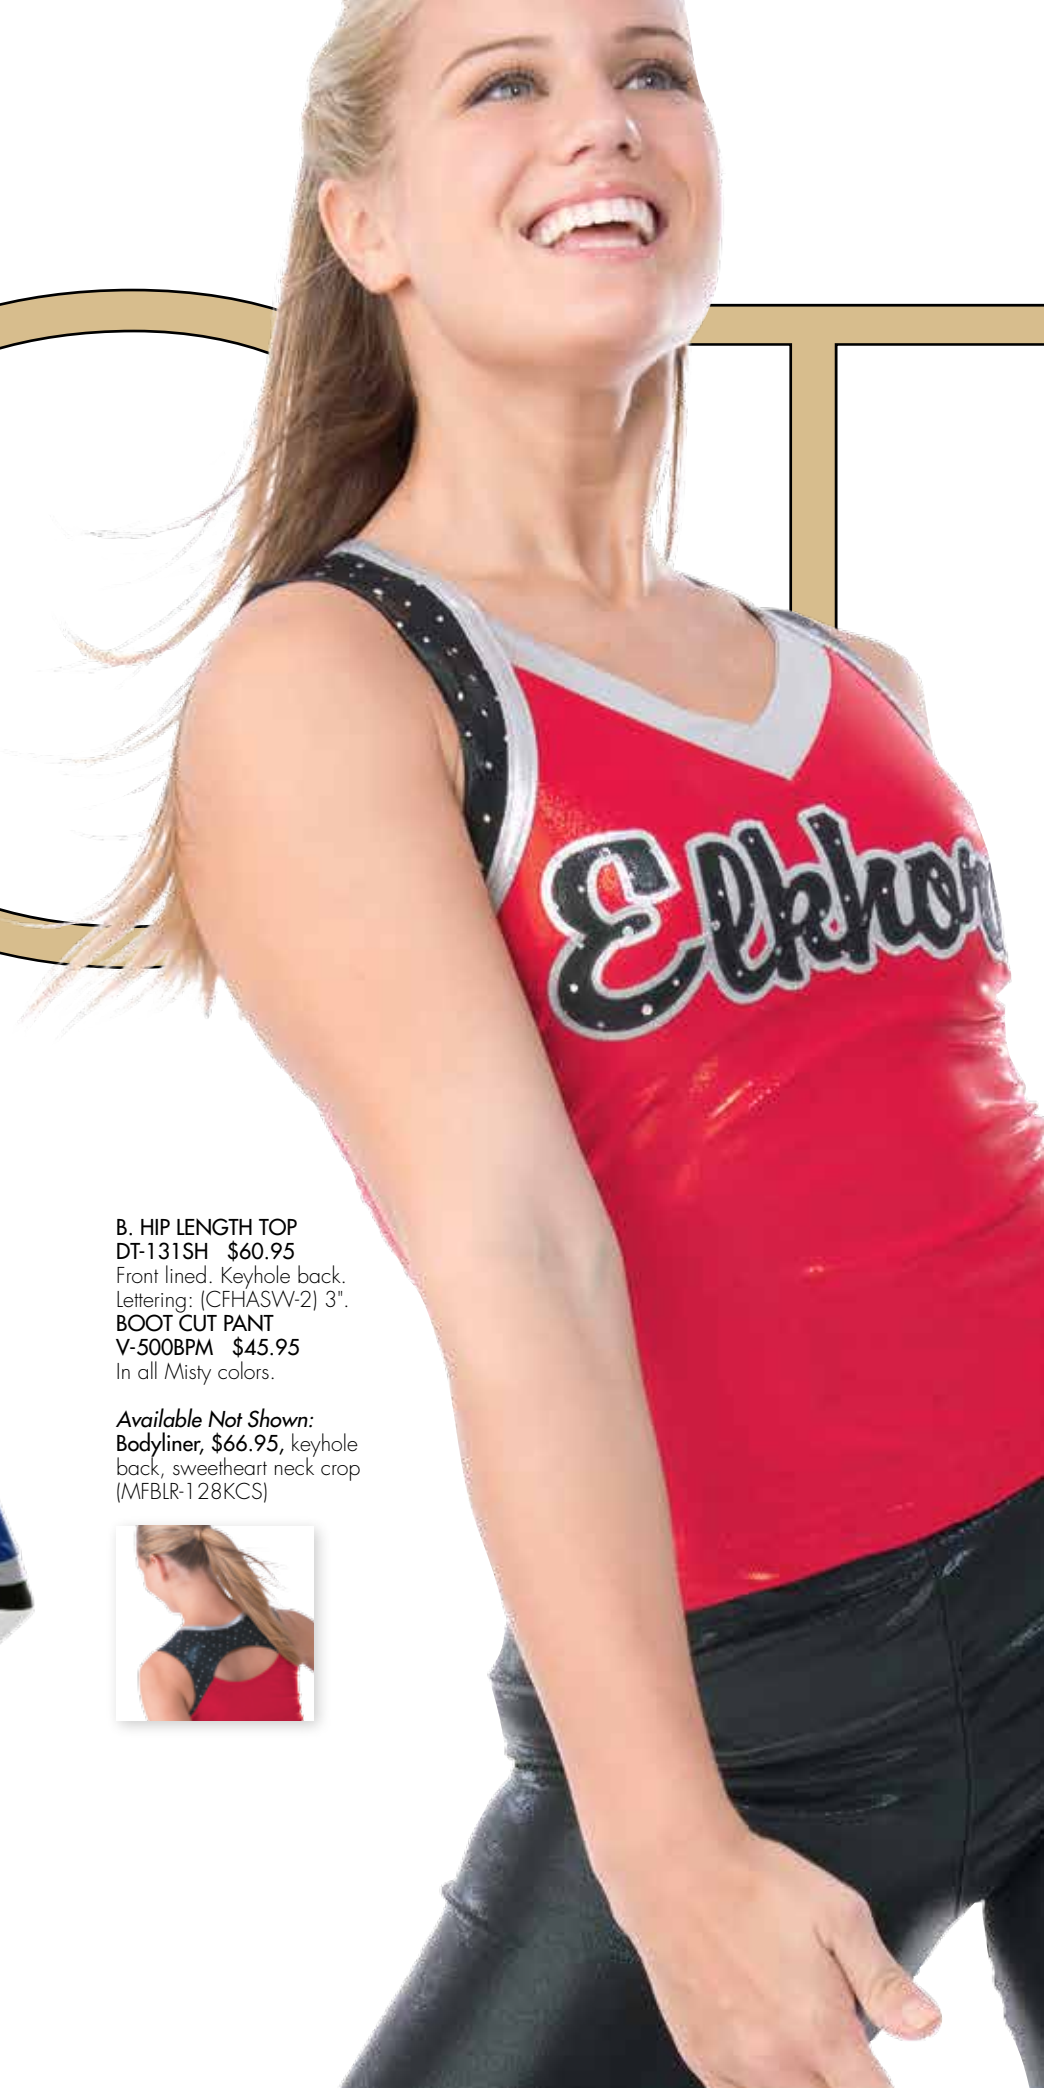 Elkhorn
B. HIP LENGTH TOP
DT-131SH $60.95
Front lined. Keyhole back.
Lettering: (CFHASW-2) 3".
BOOT CUT PANT
V-500BPM $45.95
In all Misty colors.

Available Not Shown:
Bodyliner, $66.95, keyhole
back, sweetheart neck crop
(MFBLR-128KCS)